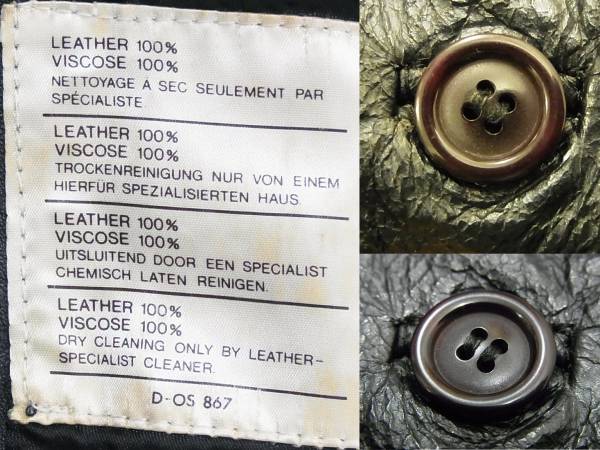 LEATHER 100%
VISCOSE 100%
NETTOYAGE À SEC SEULEMENT PAR
SPÉCIALISTE.
LEATHER 100%
VISCOSE 100%
TROCKENREINIGUNG NUR VON EINEM
HIERFÜR SPEZIALISIERTEN HAUS.
LEATHER 100%
VISCOSE 100%
UITSLUITEND DOOR EEN SPECIALIST
CHEMISCH LATEN REINIGEN.
LEATHER 100%
VISCOSE 100%
DRY CLEANING ONLY BY LEATHER-
SPECIALIST CLEANER.
D-OS 867